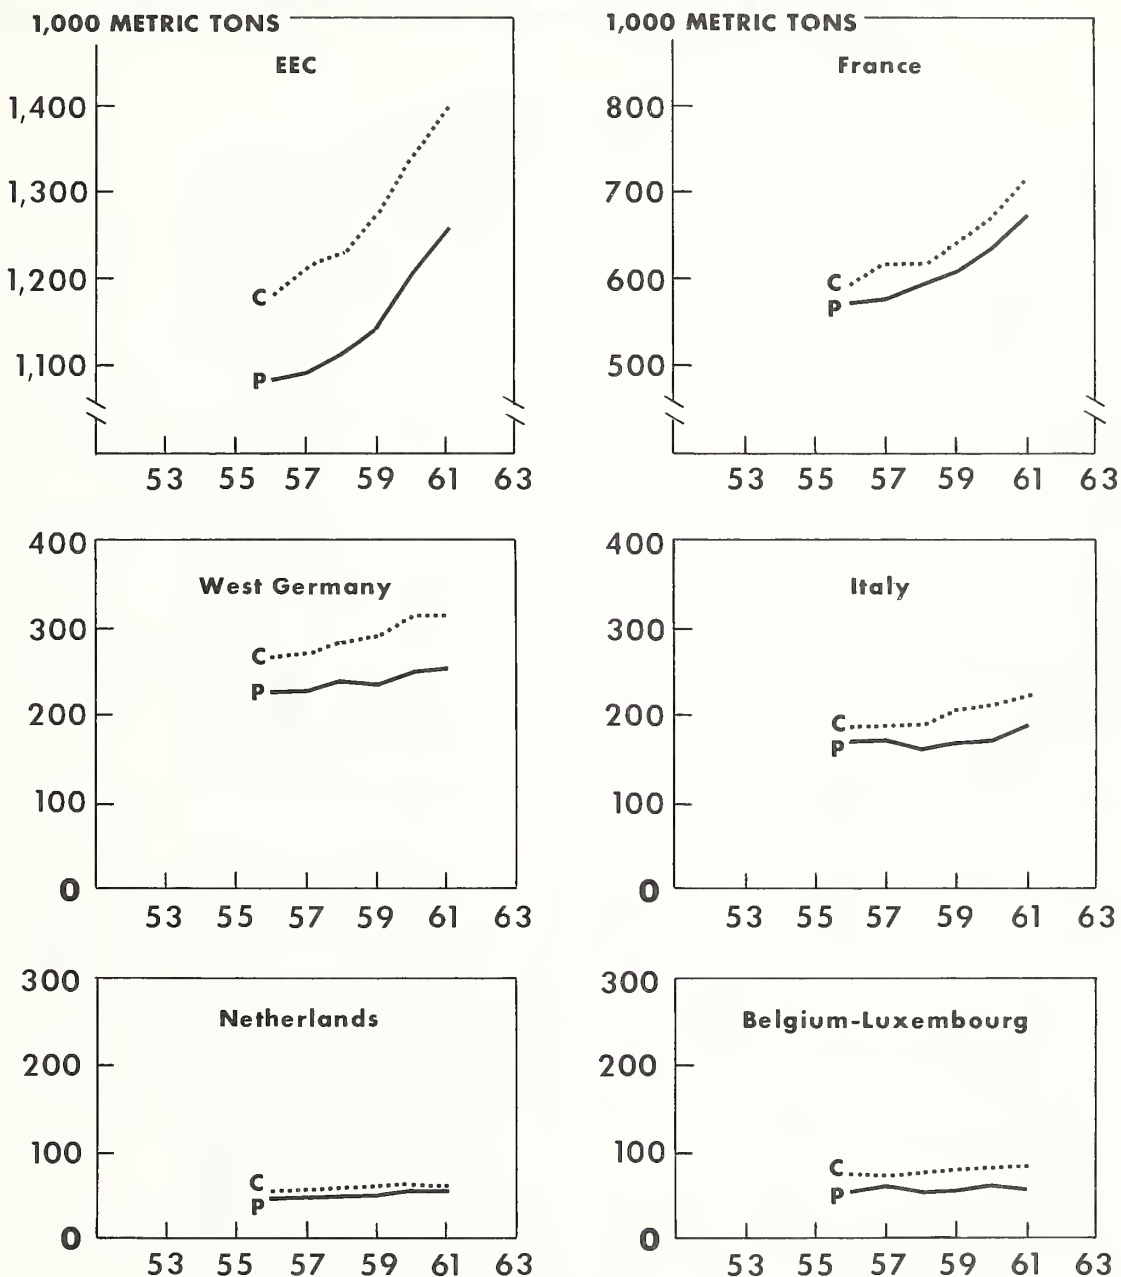 1,000 METRIC TONS
EEC
1,400
1,300
1,200
1,100
C
P
53 55 57 59 61 63
1,000 METRIC TONS
France
800
700
600
500
C
P
53 55 57 59 61 63
West Germany
400
300
200
100
0
C
P
53 55 57 59 61 63
Italy
400
300
200
100
0
C
P
53 55 57 59 61 63
Netherlands
300
200
100
0
C
P
53 55 57 59 61 63
Belgium-Luxembourg
300
200
100
0
C
P
53 55 57 59 61 63